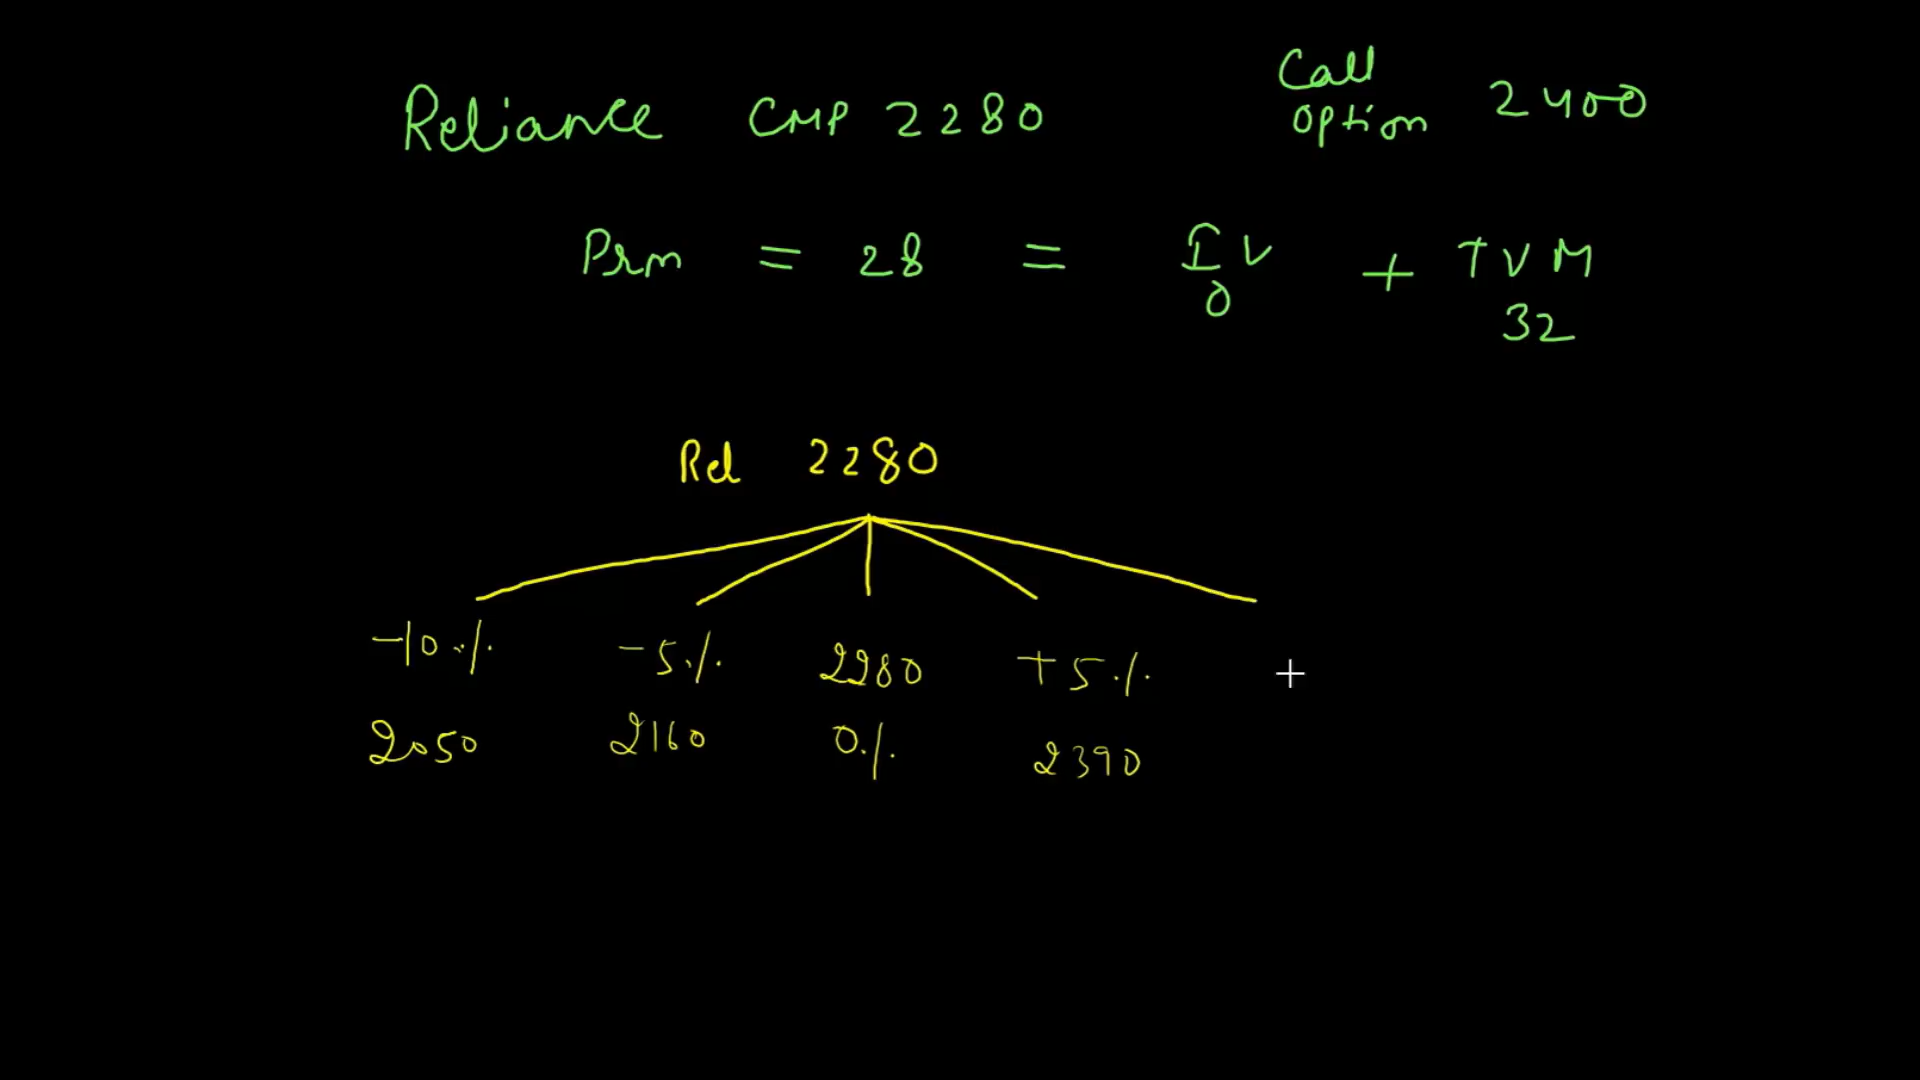 Reliance CMP 2280 Call option 2400
Prm = 28 = IV + TVM
0 32
Rel 2280
-10% -5% 2280 +5%
2050 2160 0% 2390